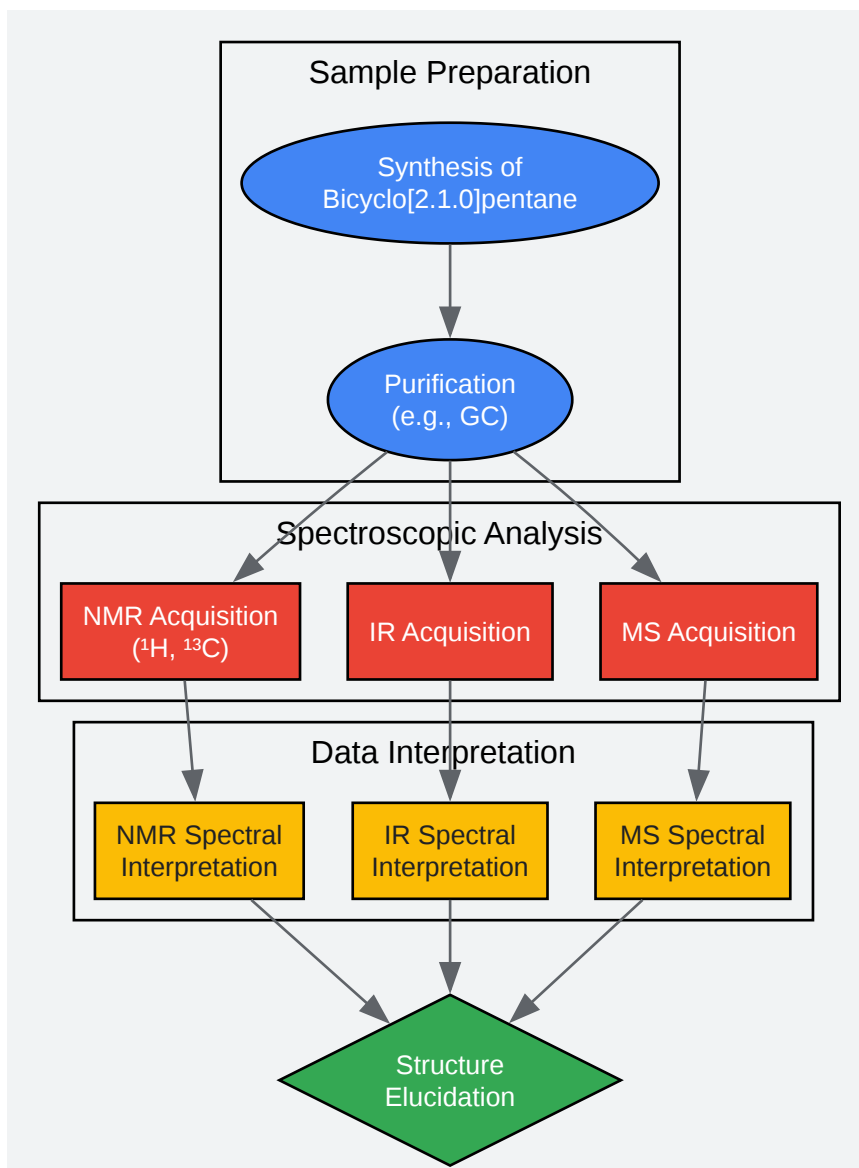 Sample Preparation
Synthesis of
Bicyclo[2.1.0]pentane
Purification
(e.g., GC)
Spectroscopic Analysis
NMR Acquisition
(¹H, ¹³C)
IR Acquisition
MS Acquisition
Data Interpretation
NMR Spectral
Interpretation
IR Spectral
Interpretation
MS Spectral
Interpretation
Structure
Elucidation